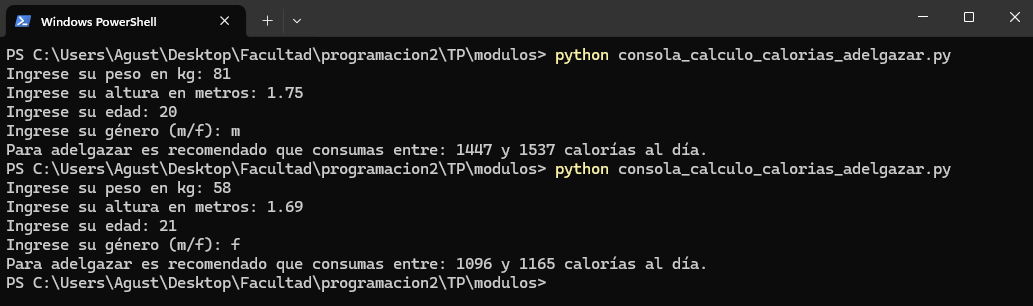 Windows PowerShell
PS C:\Users\Agust\Desktop\Facultad\programacion2\TP\modulos> python consola_calculo_calorias_adelgazar.py
Ingrese su peso en kg: 81
Ingrese su altura en metros: 1.75
Ingrese su edad: 20
Ingrese su género (m/f): m
Para adelgazar es recomendado que consumas entre: 1447 y 1537 calorías al día.
PS C:\Users\Agust\Desktop\Facultad\programacion2\TP\modulos> python consola_calculo_calorias_adelgazar.py
Ingrese su peso en kg: 58
Ingrese su altura en metros: 1.69
Ingrese su edad: 21
Ingrese su género (m/f): f
Para adelgazar es recomendado que consumas entre: 1096 y 1165 calorías al día.
PS C:\Users\Agust\Desktop\Facultad\programacion2\TP\modulos>